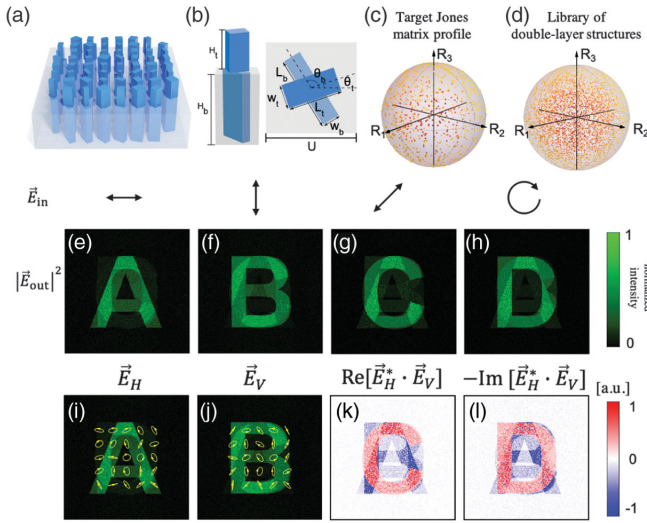 (a)
(b)
(c)
(d)
Target Jones matrix profile
Library of double-layer structures
H_t
H_b
L_b
θ_b
θ_t
w_t
L_t
w_b
U
R_3
R_1
R_2
R_3
R_1
R_2
E⃗_in
(e)
(f)
(g)
(h)
|E⃗_out|²
A
B
C
D
1
intensity
0
E⃗_H
E⃗_V
Re[E⃗*_H · E⃗_V]
−Im [E⃗*_H · E⃗_V]
(i)
(j)
(k)
(l)
[a.u.]
1
0
-1